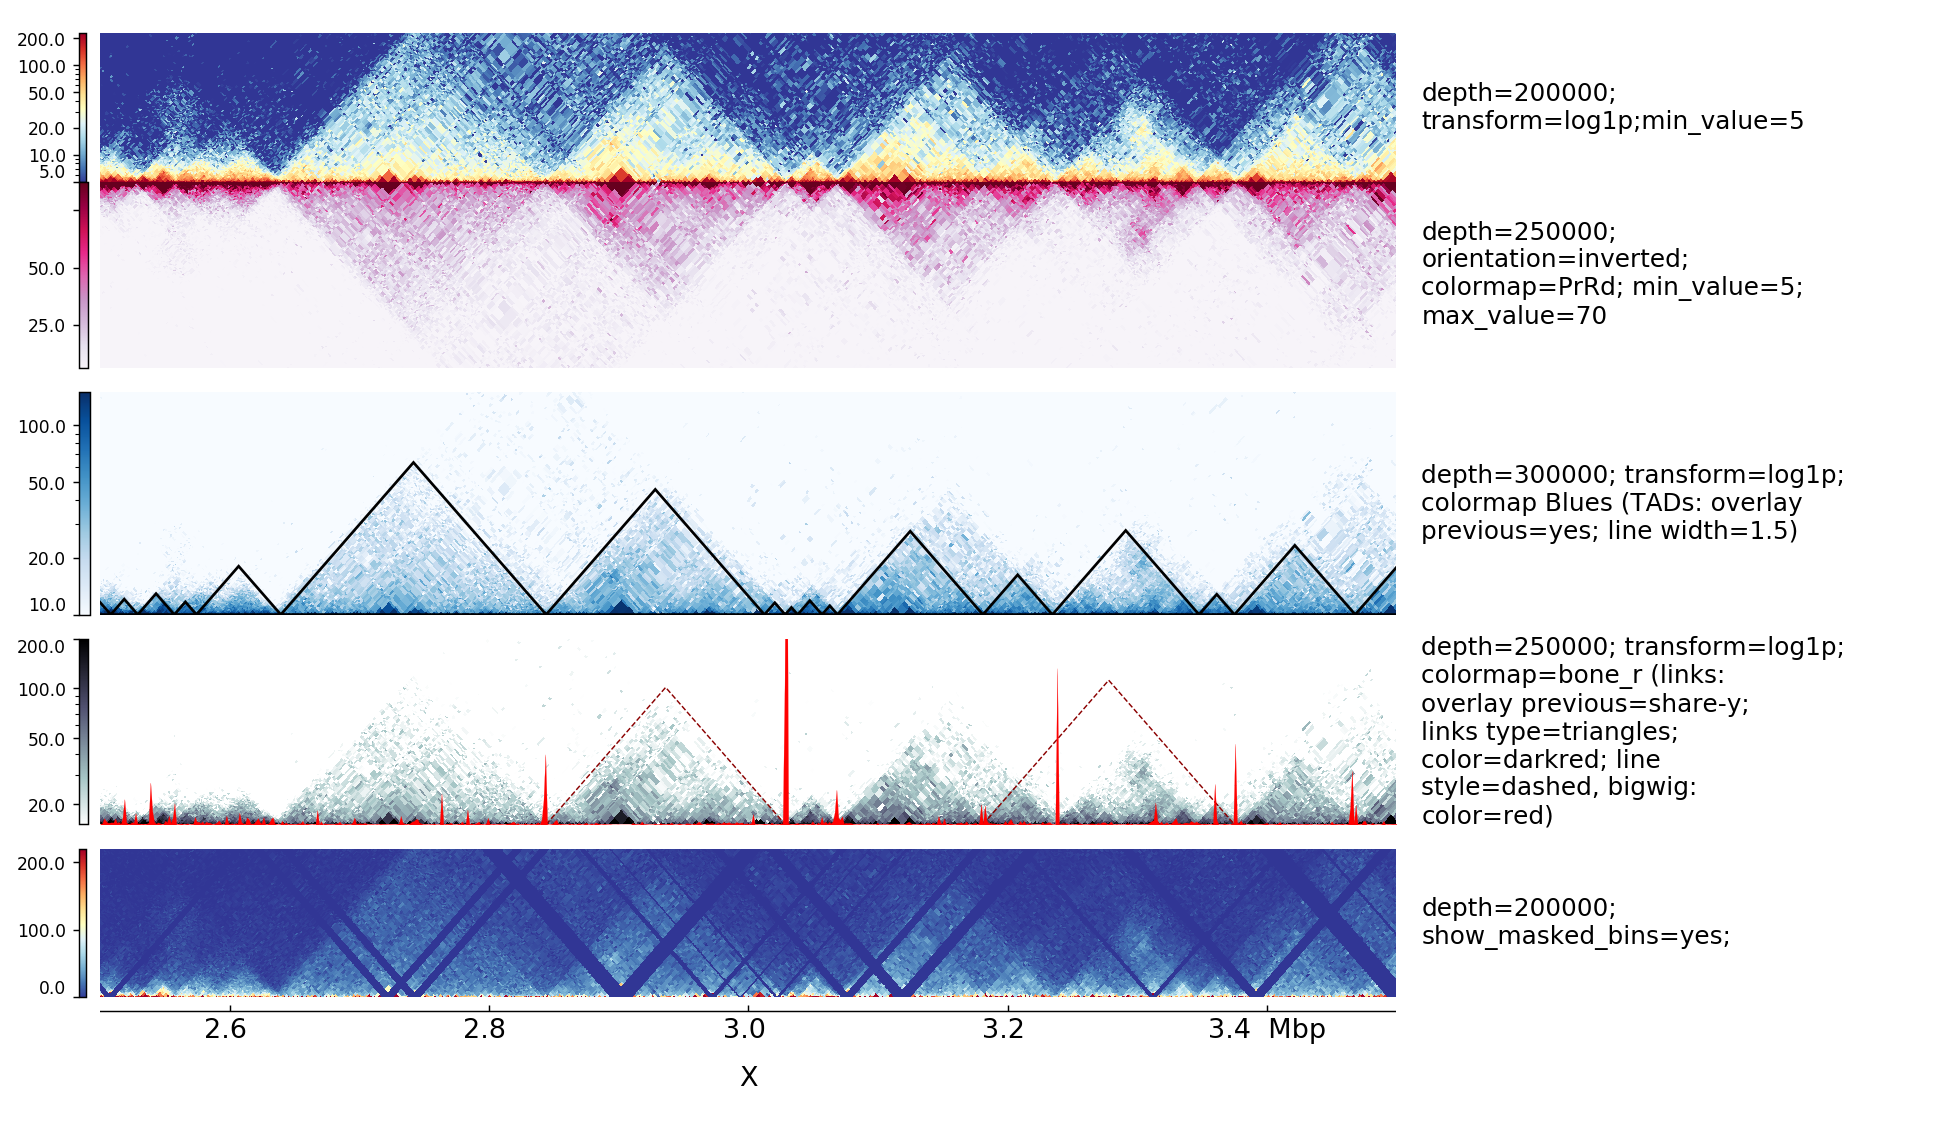 200.0
100.0
50.0
20.0
10.0
5.0
depth=200000;
transform=log1p;min_value=5
50.0
25.0
depth=250000;
orientation=inverted;
colormap=PrRd; min_value=5;
max_value=70
100.0
50.0
20.0
10.0
depth=300000; transform=log1p;
colormap Blues (TADs: overlay
previous=yes; line width=1.5)
200.0
100.0
50.0
20.0
depth=250000; transform=log1p;
colormap=bone_r (links:
overlay previous=share-y;
links type=triangles;
color=darkred; line
style=dashed, bigwig:
color=red)
200.0
100.0
0.0
depth=200000;
show_masked_bins=yes;
2.6 2.8 3.0 3.2 3.4 Mbp
X